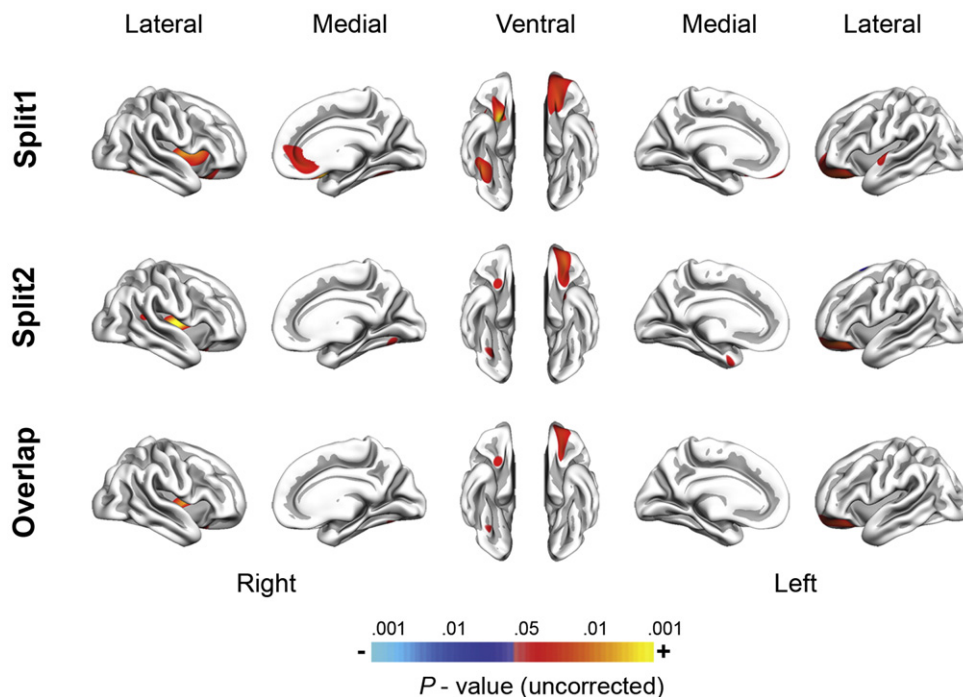 Lateral Medial Ventral Medial Lateral
Split1
Split2
Overlap
Right Left
.001 .01 .05 .01 .001
- +
P - value (uncorrected)